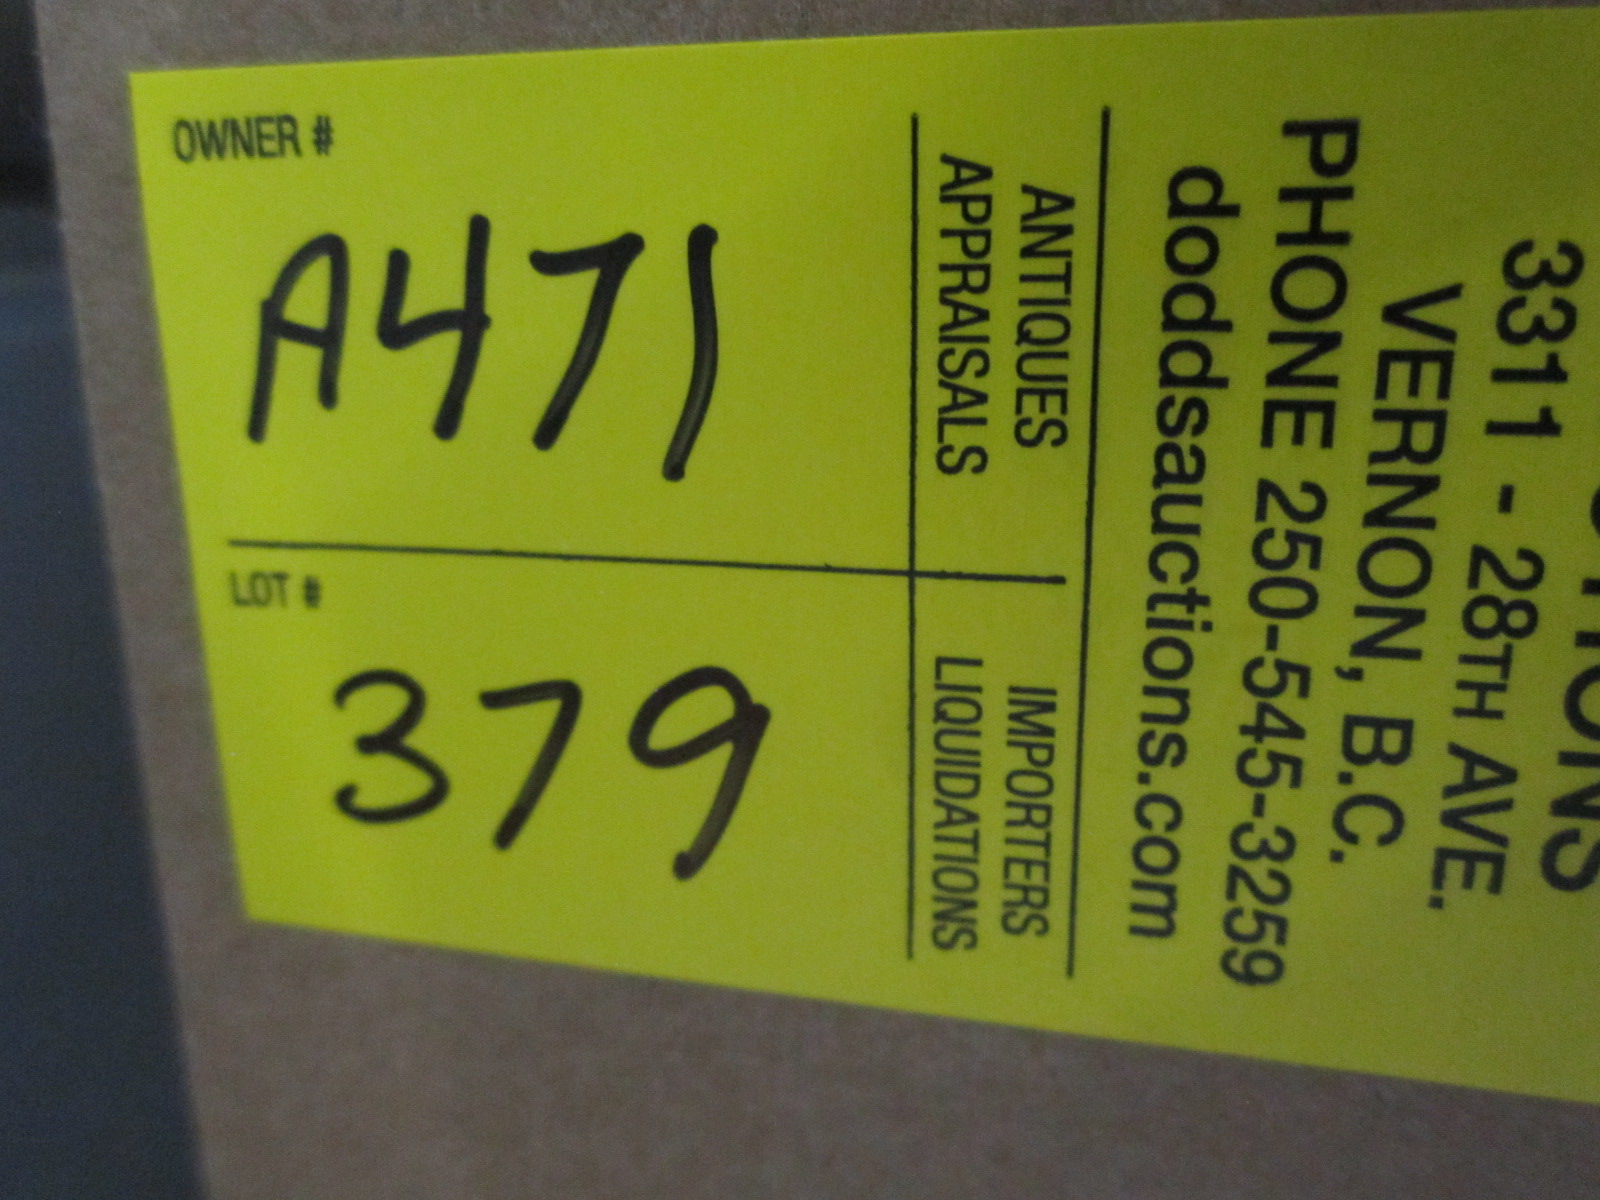 OWNER #
A471
LOT #
379
3311 - 28TH AVE.
VERNON, B.C.
PHONE 250-545-3259
doddsauctions.com
ANTIQUES
APPRAISALS
IMPORTERS
LIQUIDATIONS